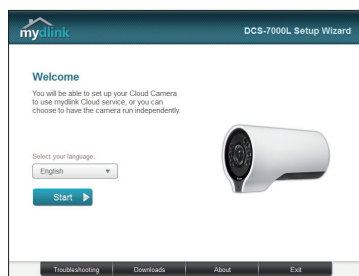 mydlink
DCS-7000L Setup Wizard
Welcome
You will be able to set up your Cloud Camera
to use mydlink Cloud service, or you can
choose to have the camera run independently.
Select your language:
English
Start
Troubleshooting
Downloads
About
Exit